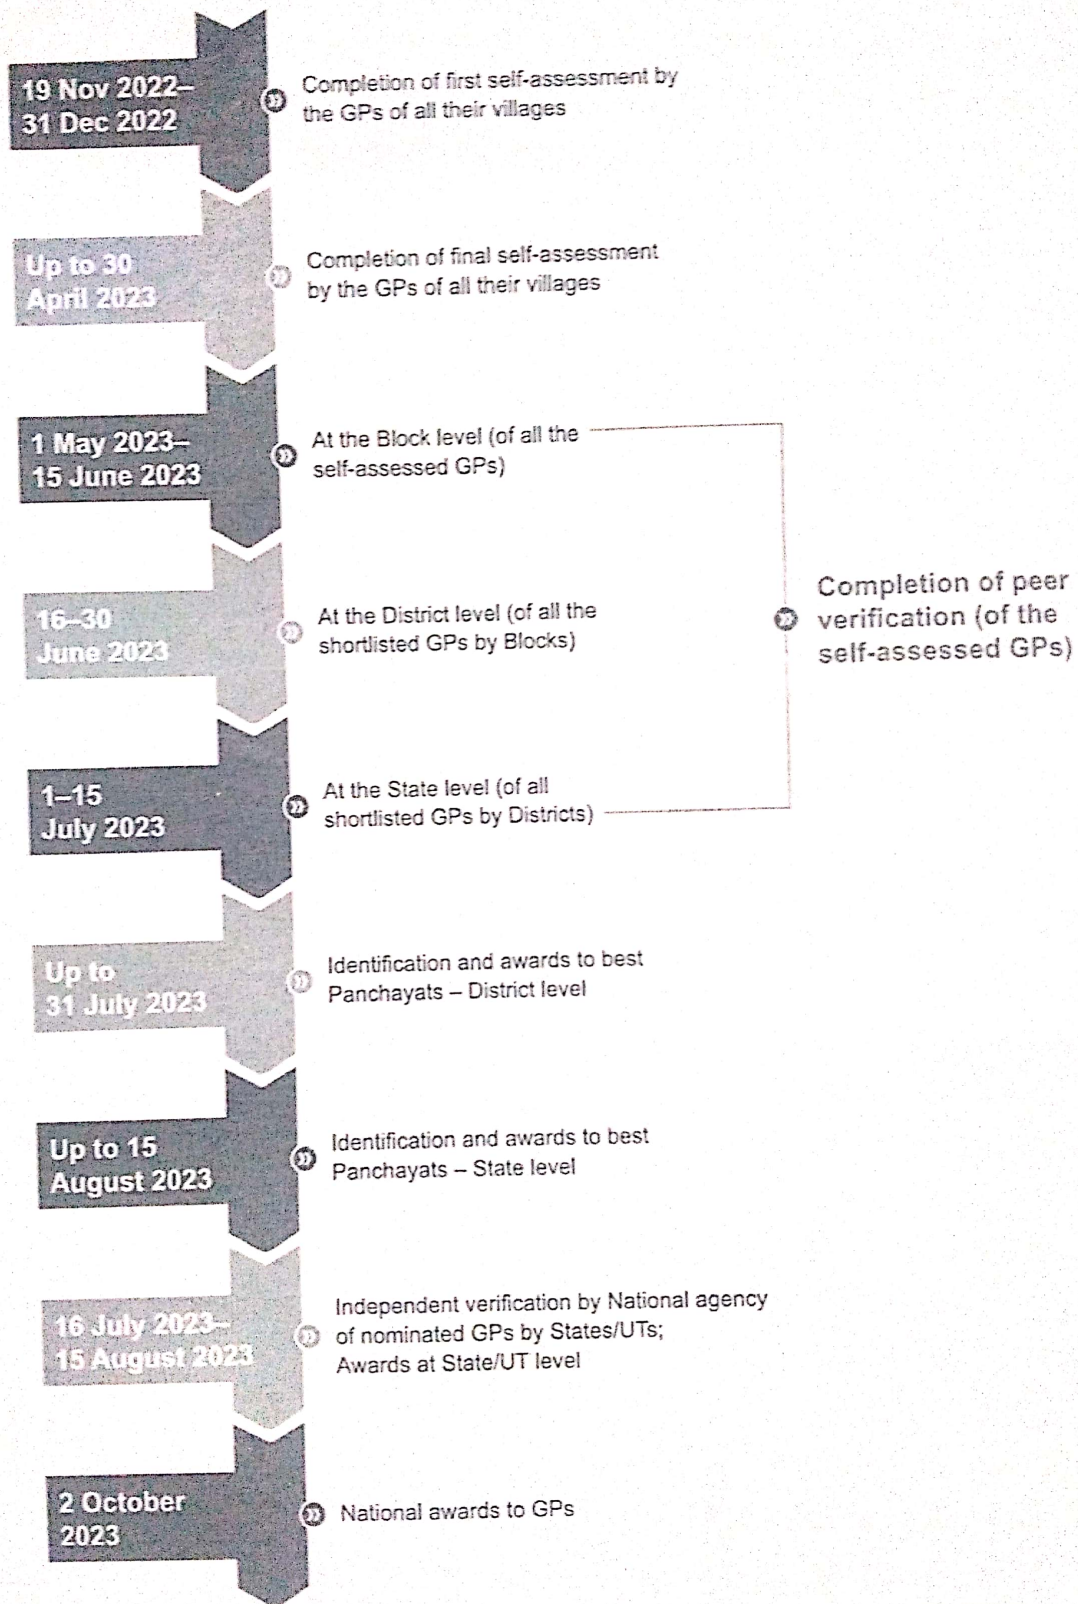 19 Nov 2022–
31 Dec 2022
Completion of first self-assessment by
the GPs of all their villages
Up to 30
April 2023
Completion of final self-assessment
by the GPs of all their villages
1 May 2023–
15 June 2023
At the Block level (of all the
self-assessed GPs)
16–30
June 2023
At the District level (of all the
shortlisted GPs by Blocks)
Completion of peer
verification (of the
self-assessed GPs)
1–15
July 2023
At the State level (of all
shortlisted GPs by Districts)
Up to
31 July 2023
Identification and awards to best
Panchayats – District level
Up to 15
August 2023
Identification and awards to best
Panchayats – State level
16 July 2023–
15 August 2023
Independent verification by National agency
of nominated GPs by States/UTs;
Awards at State/UT level
2 October
2023
National awards to GPs